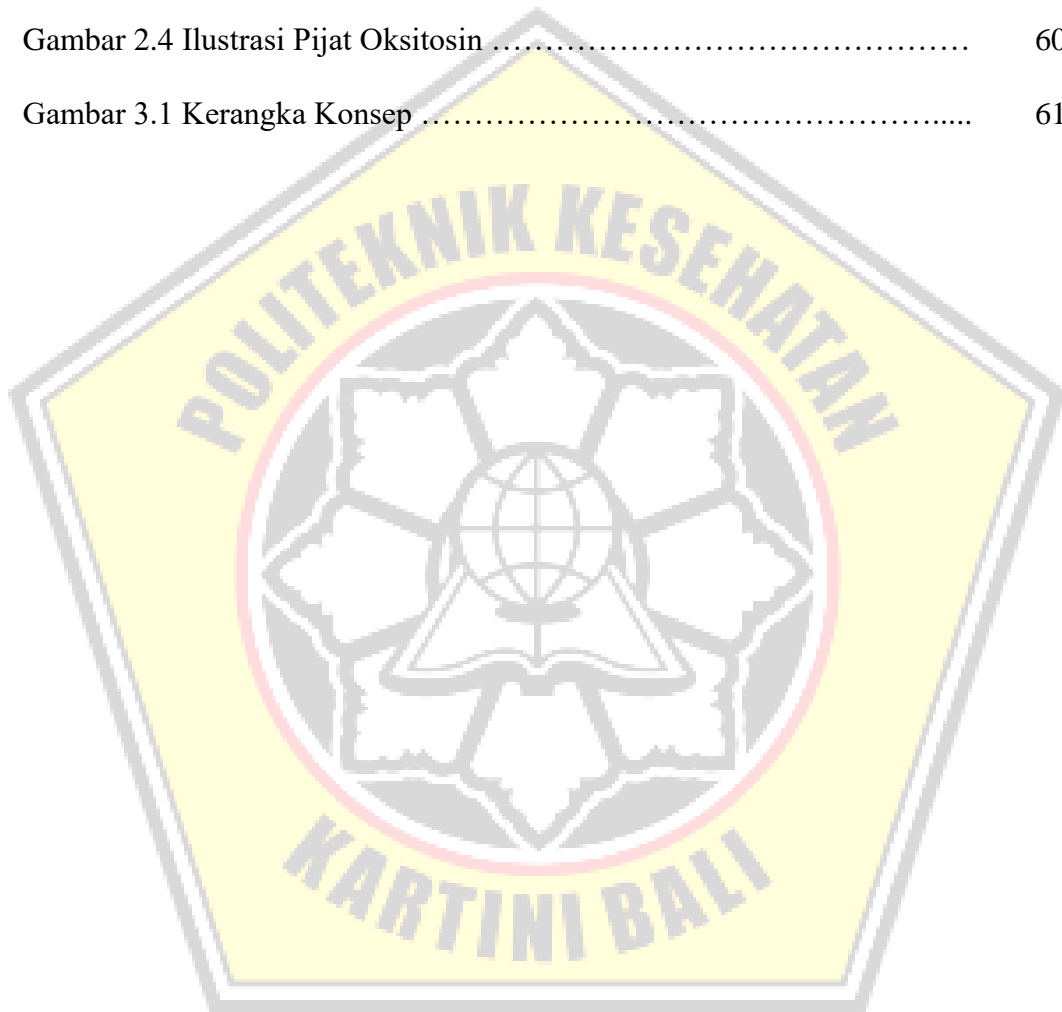 Gambar 2.4 Ilustrasi Pijat Oksitosin ……………………………………… 60
Gambar 3.1 Kerangka Konsep ………………………………………….... 61
POLITEKNIK KESEHATAN
KARTINI BALI